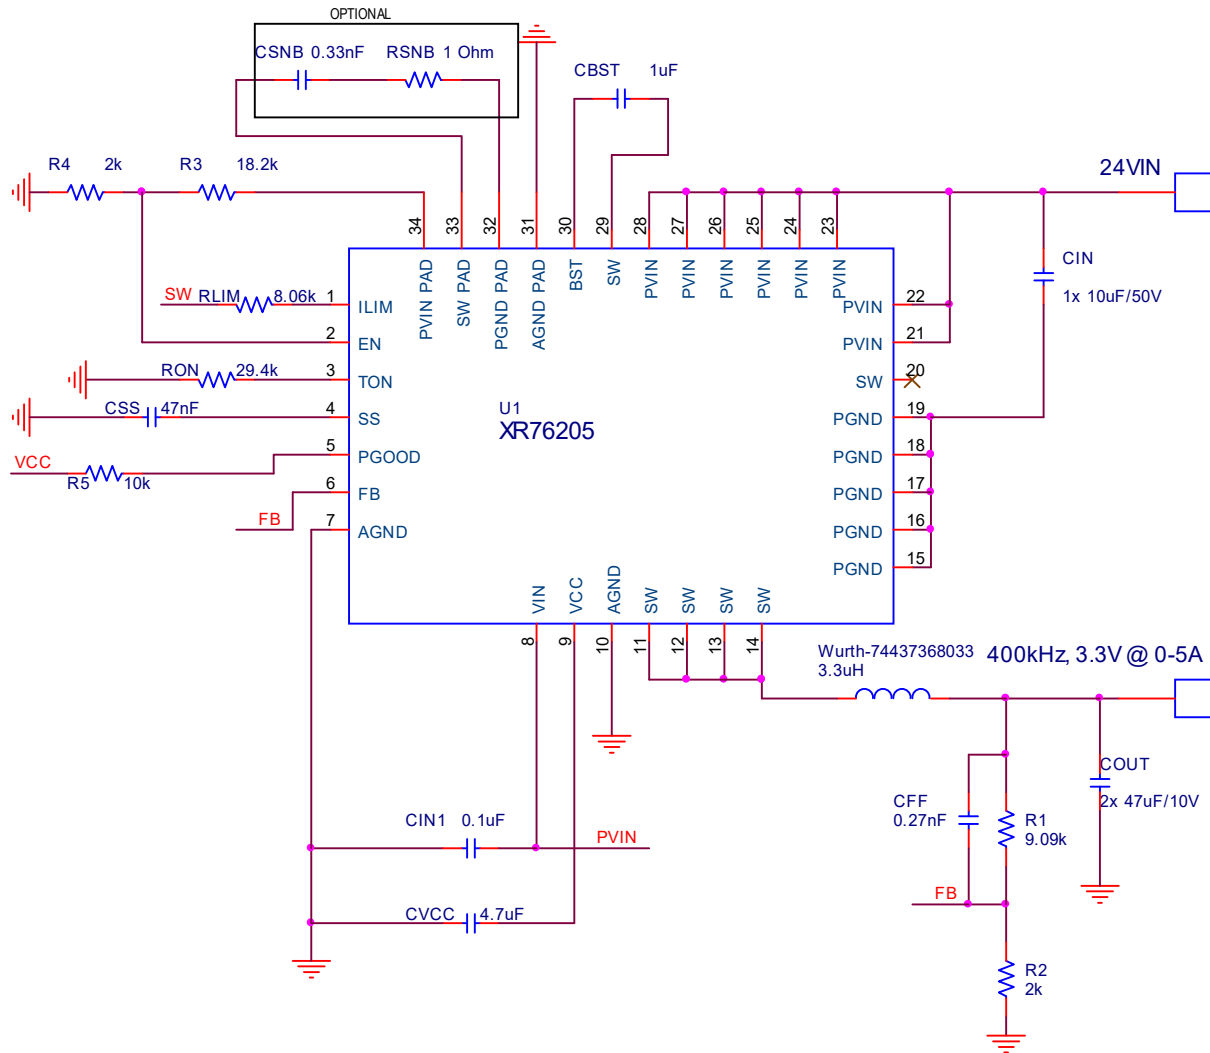 OPTIONAL
CSNB 0.33nF RSNB 1 Ohm
CBST 1uF
R4 2k R3 18.2k
24VIN
34 33 32 31 30 29 28 27 26 25 24 23
PVIN PAD SW PAD PGND PAD AGND PAD BST SW PVIN PVIN PVIN PVIN PVIN PVIN
CIN
1x 10uF/50V
SW RLIM 8.06k 1 ILIM
PVIN 22
2 EN
PVIN 21
RON 29.4k 3 TON
SW 20
CSS 47nF 4 SS
PGND 19
U1
XR76205
VCC R5 10k 5 PGOOD
PGND 18
FB 6 FB
PGND 17
7 AGND
PGND 16
PGND 15
VIN VCC AGND SW SW SW SW
8 9 10 11 12 13 14
Wurth-74437368033
3.3uH
400kHz, 3.3V @ 0-5A
COUT
2x 47uF/10V
CFF
0.27nF
R1
9.09k
CIN1 0.1uF
PVIN
FB
CVCC 4.7uF
R2
2k